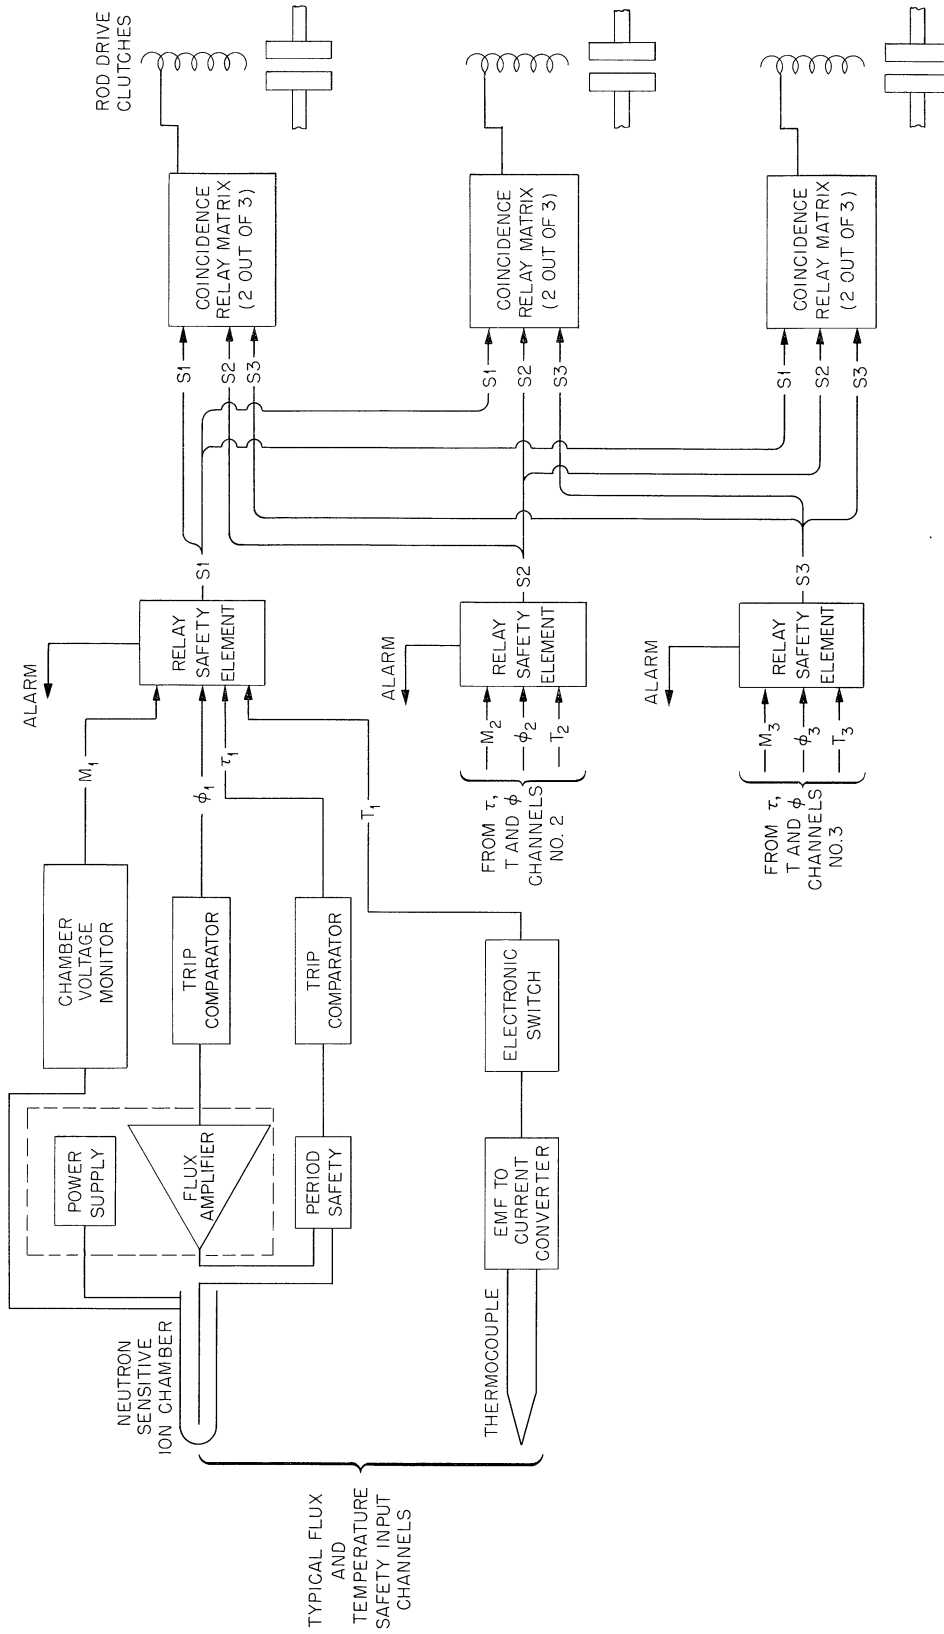 TYPICAL FLUX
AND
TEMPERATURE
SAFETY INPUT
CHANNELS
NEUTRON
SENSITIVE
ION CHAMBER
THERMOCOUPLE
POWER
SUPPLY
FLUX
AMPLIFIER
PERIOD
SAFETY
EMF TO
CURRENT
CONVERTER
CHAMBER
VOLTAGE
MONITOR
TRIP
COMPARATOR
TRIP
COMPARATOR
ELECTRONIC
SWITCH
M₁
ϕ₁
τ₁
T₁
ALARM
RELAY
SAFETY
ELEMENT
S1
FROM τ,
T AND ϕ
CHANNELS
NO. 2
M₂
ϕ₂
T₂
ALARM
RELAY
SAFETY
ELEMENT
S2
FROM τ,
T AND ϕ
CHANNELS
NO.3
M₃
ϕ₃
T₃
ALARM
RELAY
SAFETY
ELEMENT
S3
S1
S2
S3
COINCIDENCE
RELAY MATRIX
(2 OUT OF 3)
S1
S2
S3
COINCIDENCE
RELAY MATRIX
(2 OUT OF 3)
S1
S2
S3
COINCIDENCE
RELAY MATRIX
(2 OUT OF 3)
ROD DRIVE
CLUTCHES